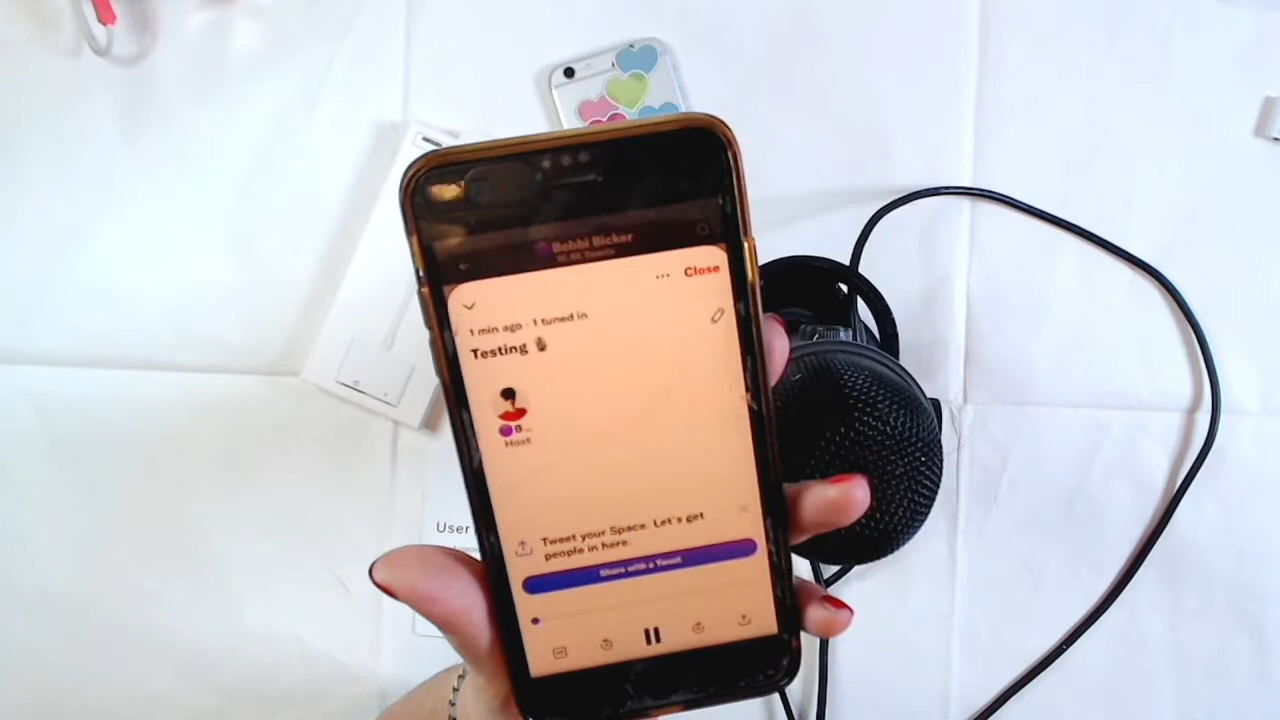 Bobbi Bicker
Close
1 min ago · 1 tuned in
Testing 🎙️
B...
Host
Tweet your Space. Let's get
people in here.
Share with a Tweet
User